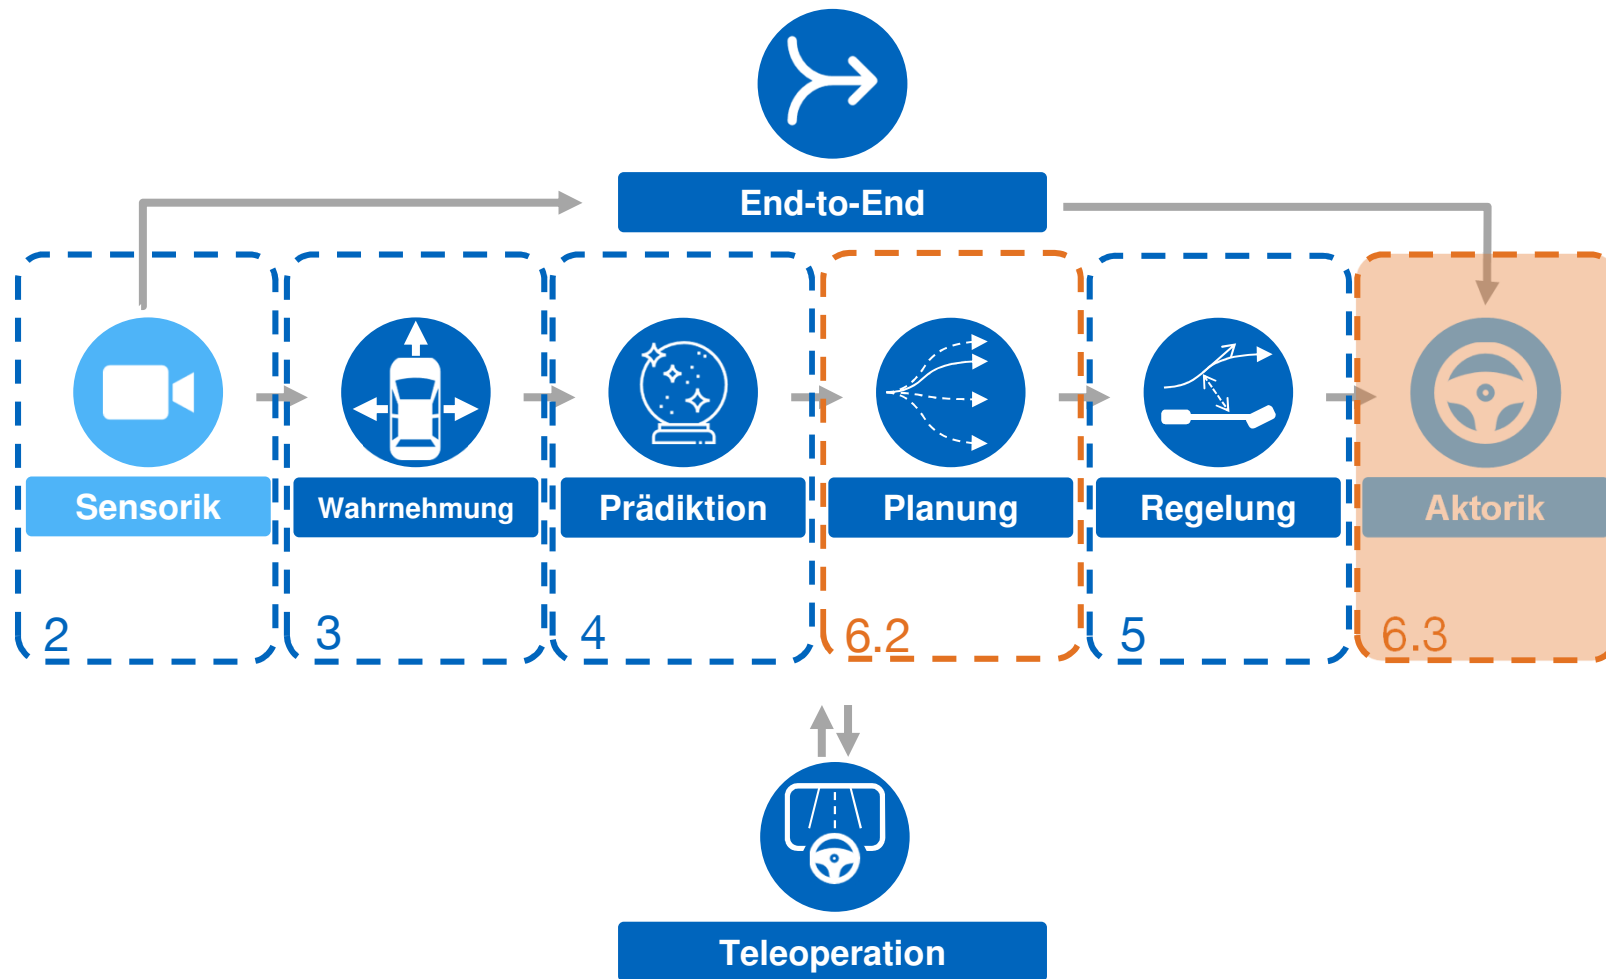 End-to-End
Sensorik
Wahrnehmung
Prädiktion
Planung
Regelung
Aktorik
2
3
4
6.2
5
6.3
Teleoperation